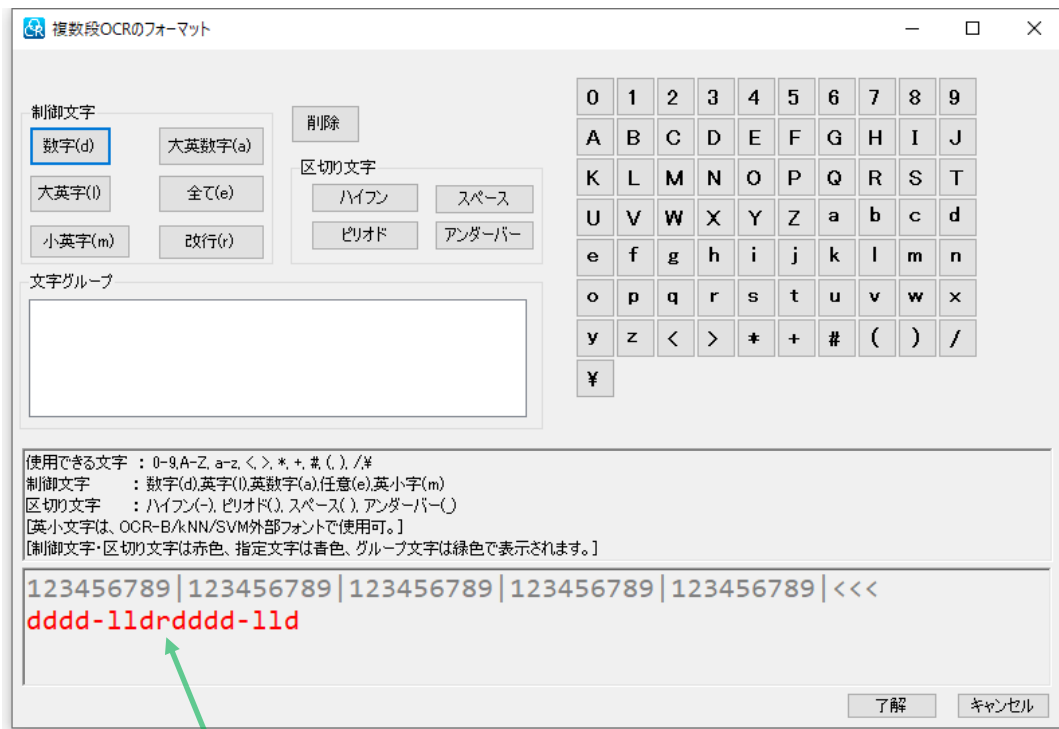 複数段OCRのフォーマット
制御文字
数字(d)
大英数字(a)
大英字(l)
全て(e)
小英字(m)
改行(r)
削除
区切り文字
ハイフン
スペース
ピリオド
アンダーバー
文字グループ
0 1 2 3 4 5 6 7 8 9
A B C D E F G H I J
K L M N O P Q R S T
U V W X Y Z a b c d
e f g h i j k l m n
o p q r s t u v w x
y z < > * + # ( ) /
¥
使用できる文字 : 0-9,A-Z, a-z, <, >, *, +, #, (, ), /,¥
制御文字 : 数字(d),英字(l),英数字(a),任意(e),英小字(m)
区切り文字 : ハイフン(-), ピリオド(.), スペース( ), アンダーバー(_)
[英小文字は、OCR-B/kNN/SVM外部フォントで使用可。]
[制御文字・区切り文字は赤色、指定文字は青色、グループ文字は緑色で表示されます。]
123456789|123456789|123456789|123456789|123456789|<<<
dddd-lldrdddd-lld
了解
キャンセル